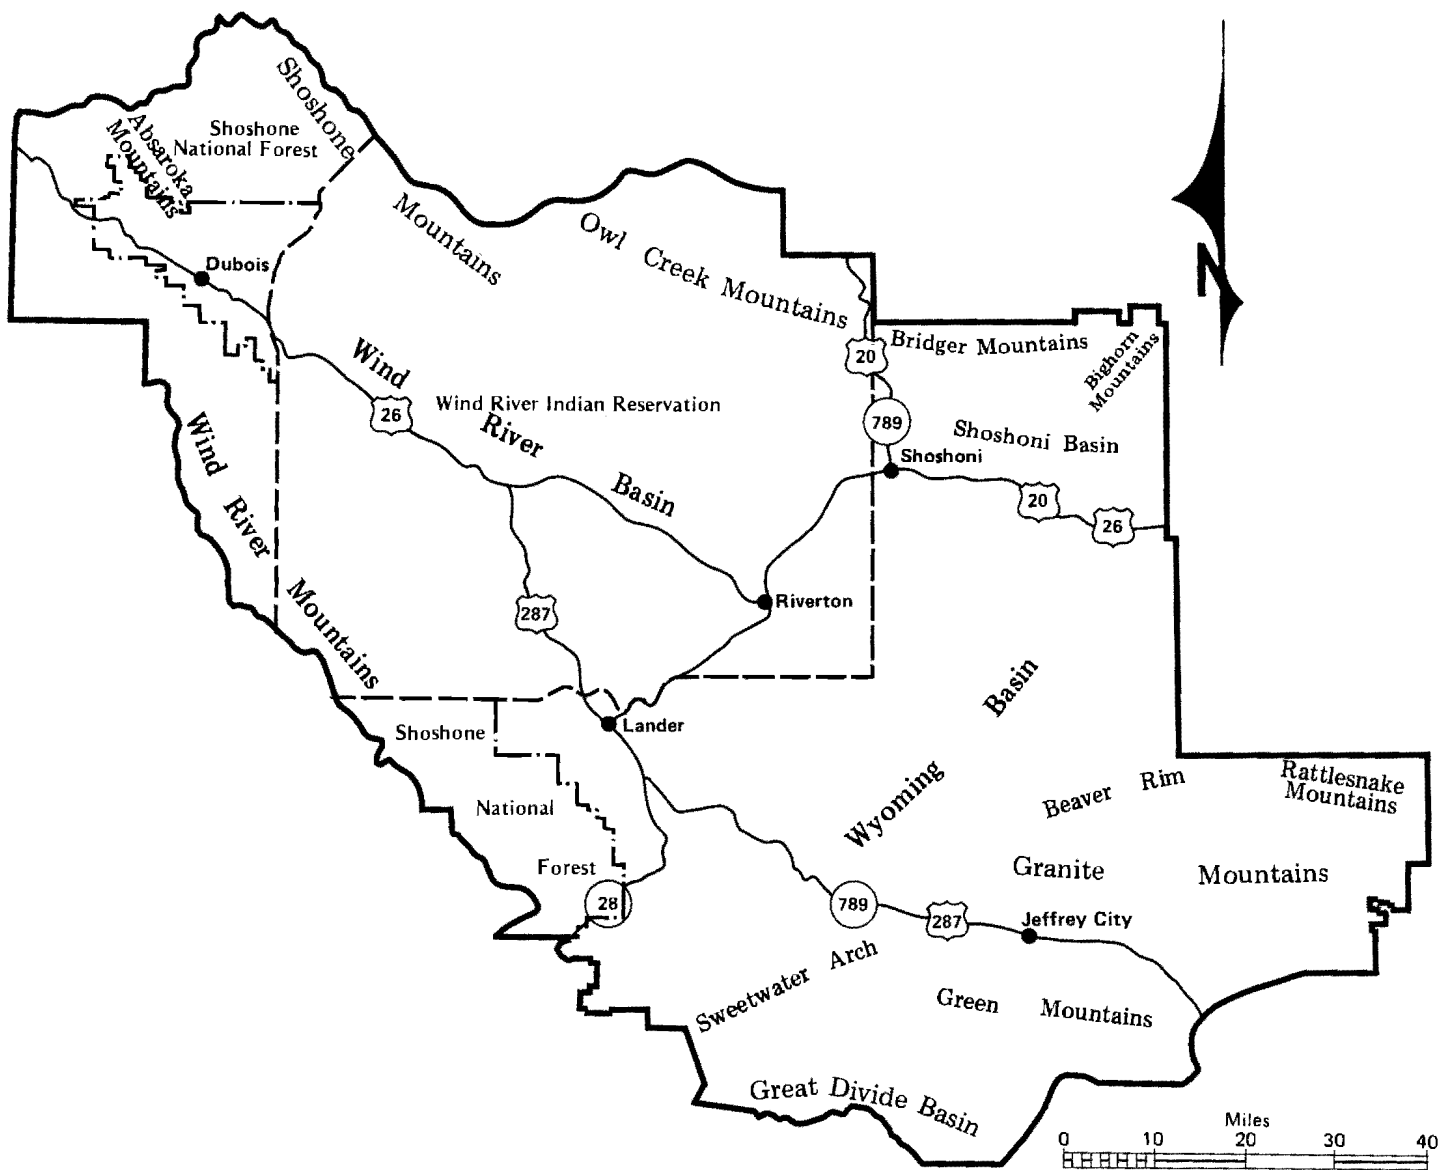 Shoshone
Mountains
Absaroka
Mountains
Shoshone
National Forest
Owl Creek Mountains
N
Dubois
20
Bridger Mountains
Bighorn
Mountains
Wind
River
Basin
26
Wind River Indian Reservation
789
Shoshoni Basin
Shoshoni
20
26
Wind River
Mountains
287
Riverton
Lander
Shoshone
National
Forest
28
Wyoming
Basin
Beaver Rim
Rattlesnake
Mountains
Granite Mountains
789
287
Jeffrey City
Sweetwater Arch
Green Mountains
Great Divide Basin
Miles
0 10 20 30 40